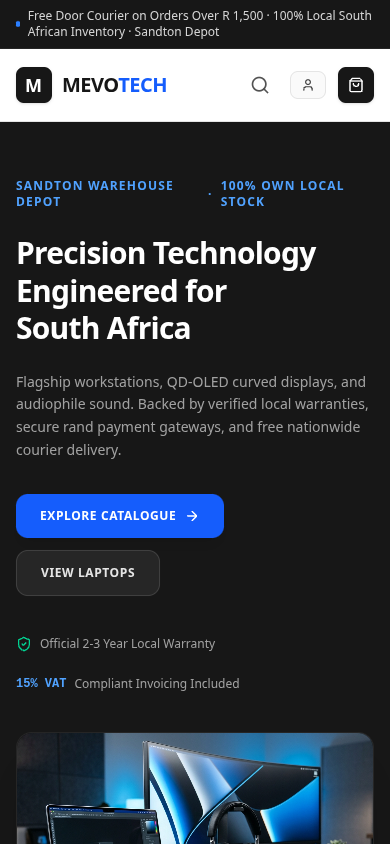 Free Door Courier on Orders Over R 1,500 · 100% Local South
African Inventory · Sandton Depot
M MEVOTECH
SANDTON WAREHOUSE DEPOT · 100% OWN LOCAL STOCK
Precision Technology
Engineered for
South Africa
Flagship workstations, QD-OLED curved displays, and
audiophile sound. Backed by verified local warranties,
secure rand payment gateways, and free nationwide
courier delivery.
EXPLORE CATALOGUE →
VIEW LAPTOPS
Official 2-3 Year Local Warranty
15% VAT Compliant Invoicing Included